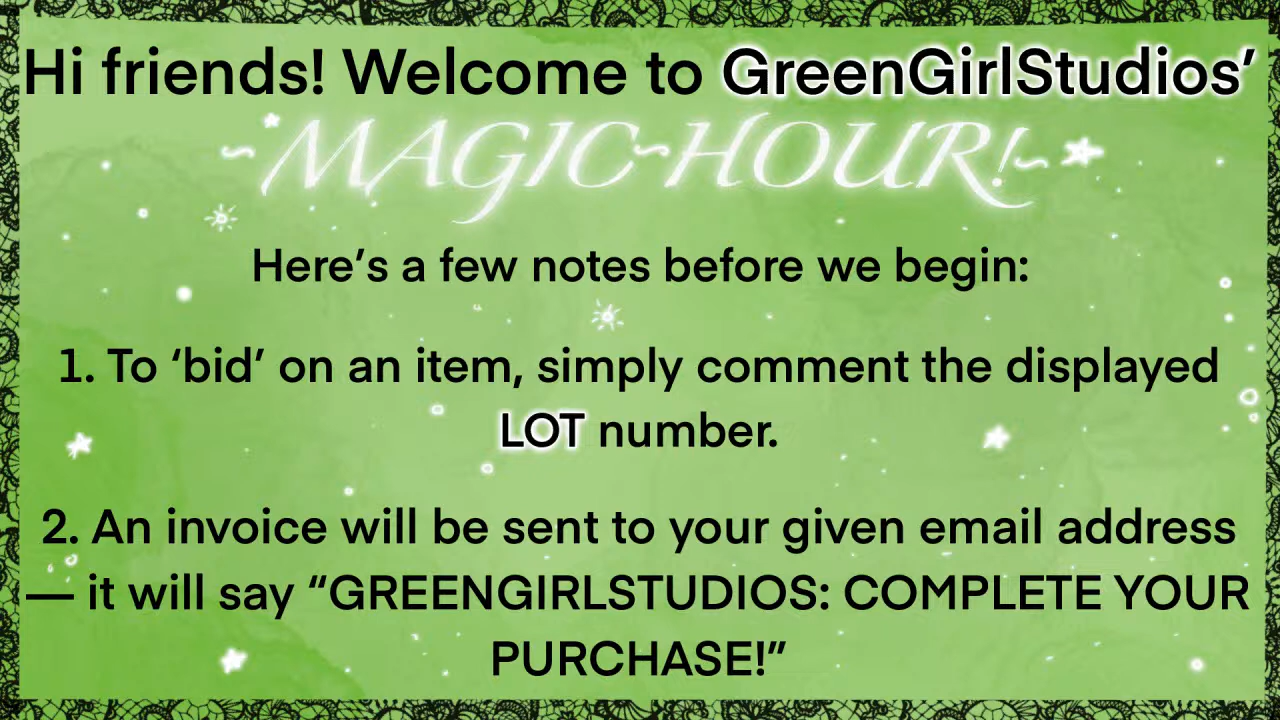 Hi friends! Welcome to GreenGirlStudios’
~MAGIC~HOUR!~
Here’s a few notes before we begin:
1. To ‘bid’ on an item, simply comment the displayed
LOT number.
2. An invoice will be sent to your given email address
— it will say “GREENGIRLSTUDIOS: COMPLETE YOUR
PURCHASE!”